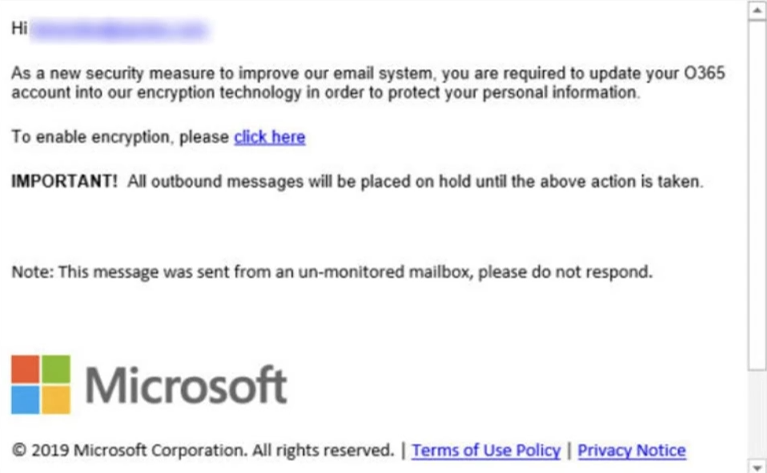 Hi
As a new security measure to improve our email system, you are required to update your O365
account into our encryption technology in order to protect your personal information.
To enable encryption, please click here
IMPORTANT! All outbound messages will be placed on hold until the above action is taken.
Note: This message was sent from an un-monitored mailbox, please do not respond.
Microsoft
© 2019 Microsoft Corporation. All rights reserved. | Terms of Use Policy | Privacy Notice